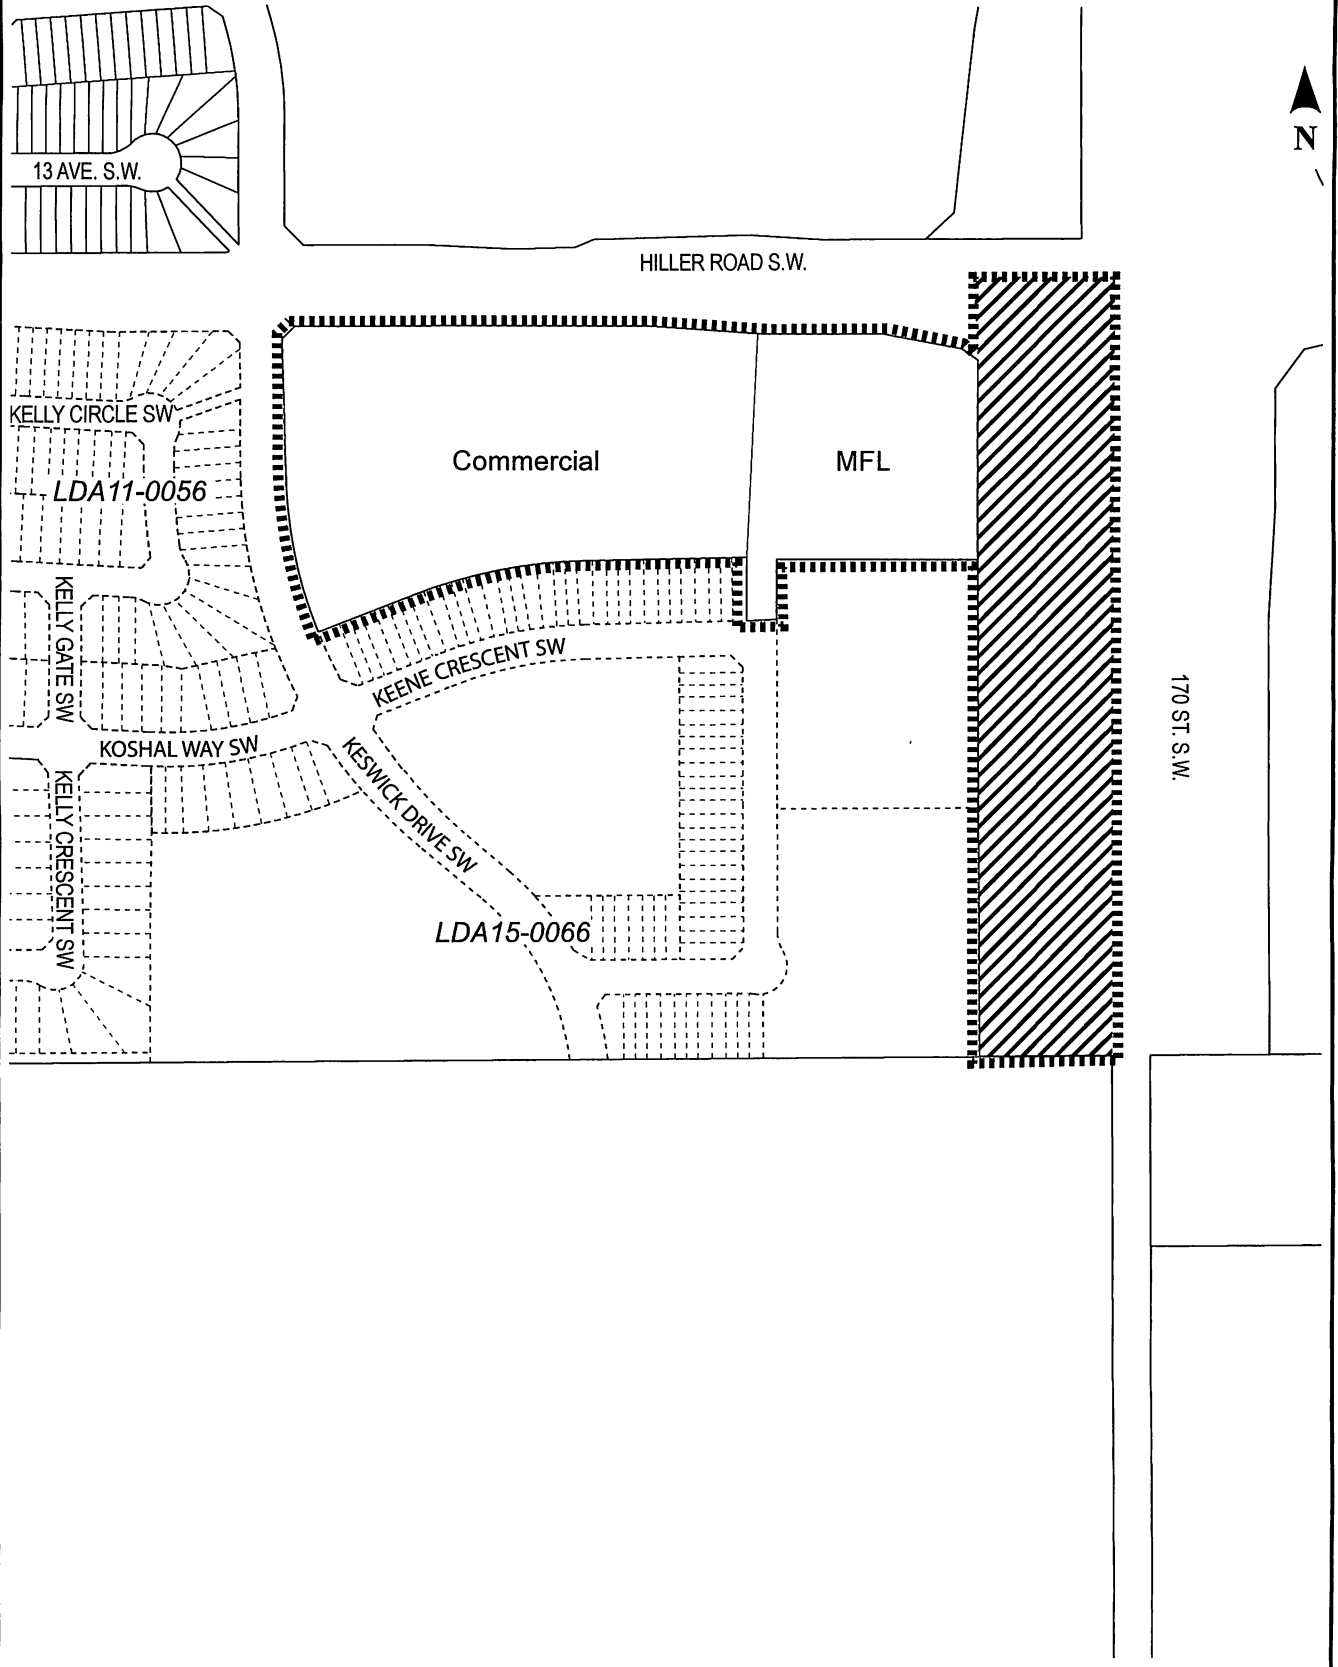 N
13 AVE. S.W.
HILLER ROAD S.W.
KELLY CIRCLE SW
Commercial
MFL
LDA11-0056
KELLY GATE SW
KEENE CRESCENT SW
170 ST. S.W.
KOSHAL WAY SW
KESWICK DRIVE SW
KELLY CRESCENT SW
LDA15-0066